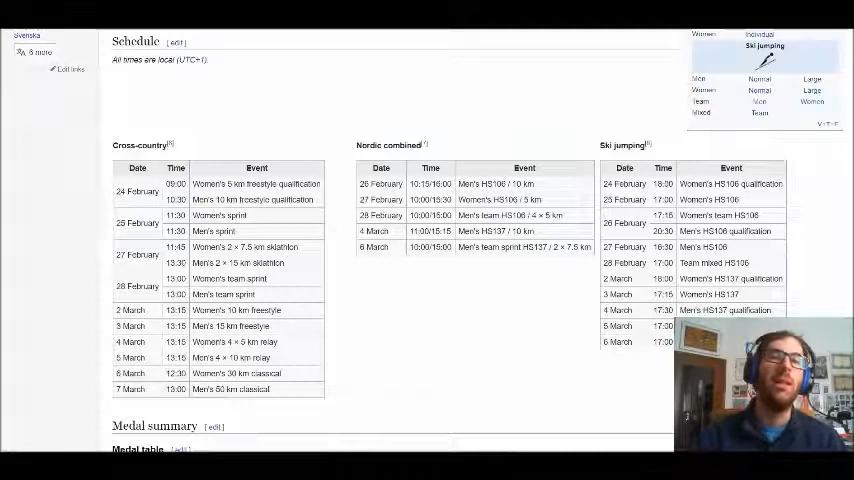 Svenska
6 more
Edit links
Schedule [ edit ]
All times are local (UTC+1).
Women Individual
Ski jumping
Men Normal Large
Women Normal Large
Team Men Women
Mixed Team
V·T·E
Cross-country[6]
Date Time Event
24 February 09:00 Women's 5 km freestyle qualification
10:30 Men's 10 km freestyle qualification
25 February 11:30 Women's sprint
11:30 Men's sprint
27 February 11:45 Women's 2 × 7.5 km skiathlon
13:30 Men's 2 × 15 km skiathlon
28 February 13:00 Women's team sprint
13:00 Men's team sprint
2 March 13:15 Women's 10 km freestyle
3 March 13:15 Men's 15 km freestyle
4 March 13:15 Women's 4 × 5 km relay
5 March 13:15 Men's 4 × 10 km relay
6 March 12:30 Women's 30 km classical
7 March 13:00 Men's 50 km classical
Nordic combined[7]
Date Time Event
26 February 10:15/16:00 Men's HS106 / 10 km
27 February 10:00/15:30 Women's HS106 / 5 km
28 February 10:00/15:00 Men's team HS106 / 4 × 5 km
4 March 11:00/15:15 Men's HS137 / 10 km
6 March 10:00/15:00 Men's team sprint HS137 / 2 × 7.5 km
Ski jumping[8]
Date Time Event
24 February 18:00 Women's HS106 qualification
25 February 17:00 Women's HS106
26 February 17:15 Women's team HS106
20:30 Men's HS106 qualification
27 February 16:30 Men's HS106
28 February 17:00 Team mixed HS106
2 March 18:00 Women's HS137 qualification
3 March 17:15 Women's HS137
4 March 17:30 Men's HS137 qualification
5 March 17:00
6 March 17:00
Medal summary [ edit ]
Medal table [ edit ]